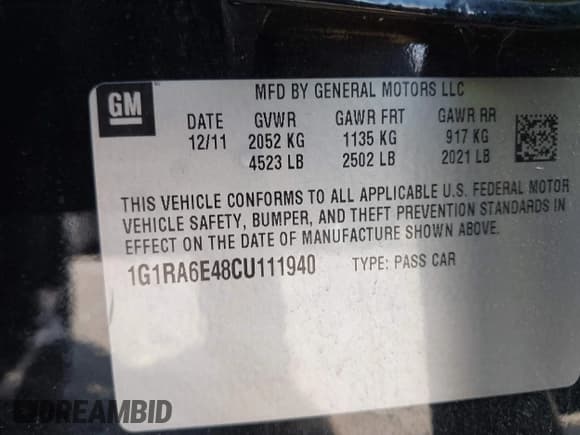 GM
MFD BY GENERAL MOTORS LLC
DATE GVWR GAWR FRT GAWR RR
12/11 2052 KG 1135 KG 917 KG
4523 LB 2502 LB 2021 LB
THIS VEHICLE CONFORMS TO ALL APPLICABLE U.S. FEDERAL MOTOR
VEHICLE SAFETY, BUMPER, AND THEFT PREVENTION STANDARDS IN
EFFECT ON THE DATE OF MANUFACTURE SHOWN ABOVE.
1G1RA6E48CU111940 TYPE: PASS CAR
DREAMBID